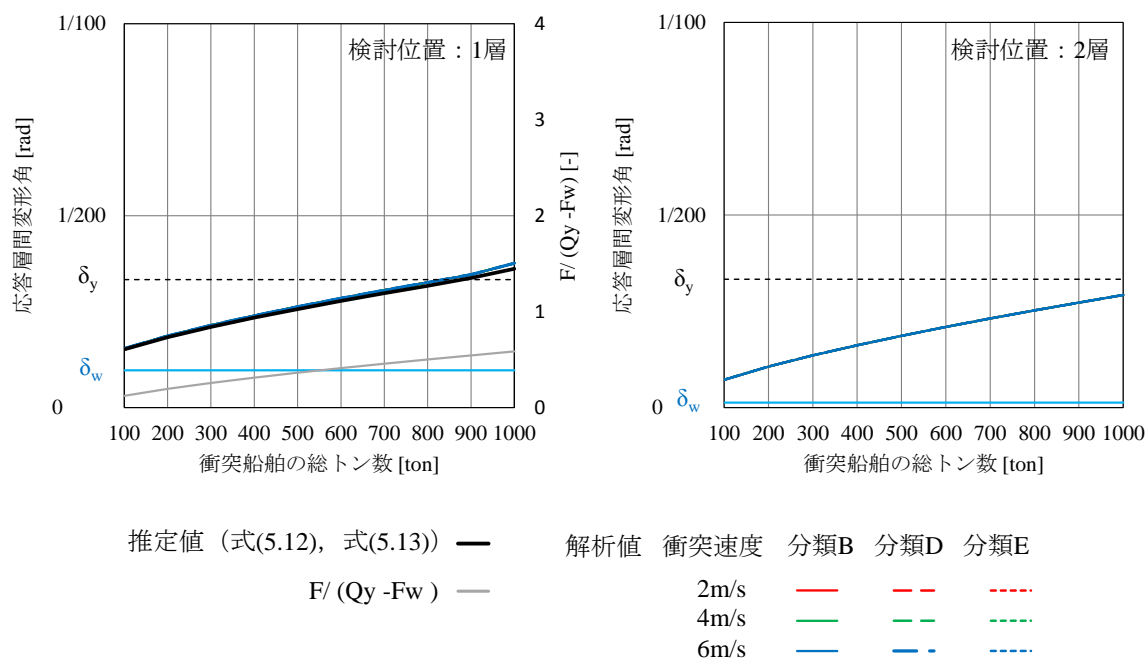 1/100
1/200
0
δy
δw
応答層間変形角 [rad]
検討位置：1層
4
3
2
1
0
F/ (Qy -Fw) [-]
100 200 300 400 500 600 700 800 900 1000
衝突船舶の総トン数 [ton]
1/100
1/200
0
δy
δw
応答層間変形角 [rad]
検討位置：2層
100 200 300 400 500 600 700 800 900 1000
衝突船舶の総トン数 [ton]
推定値（式(5.12)，式(5.13)）
F/ (Qy -Fw )
解析値 衝突速度 分類B 分類D 分類E
2m/s
4m/s
6m/s